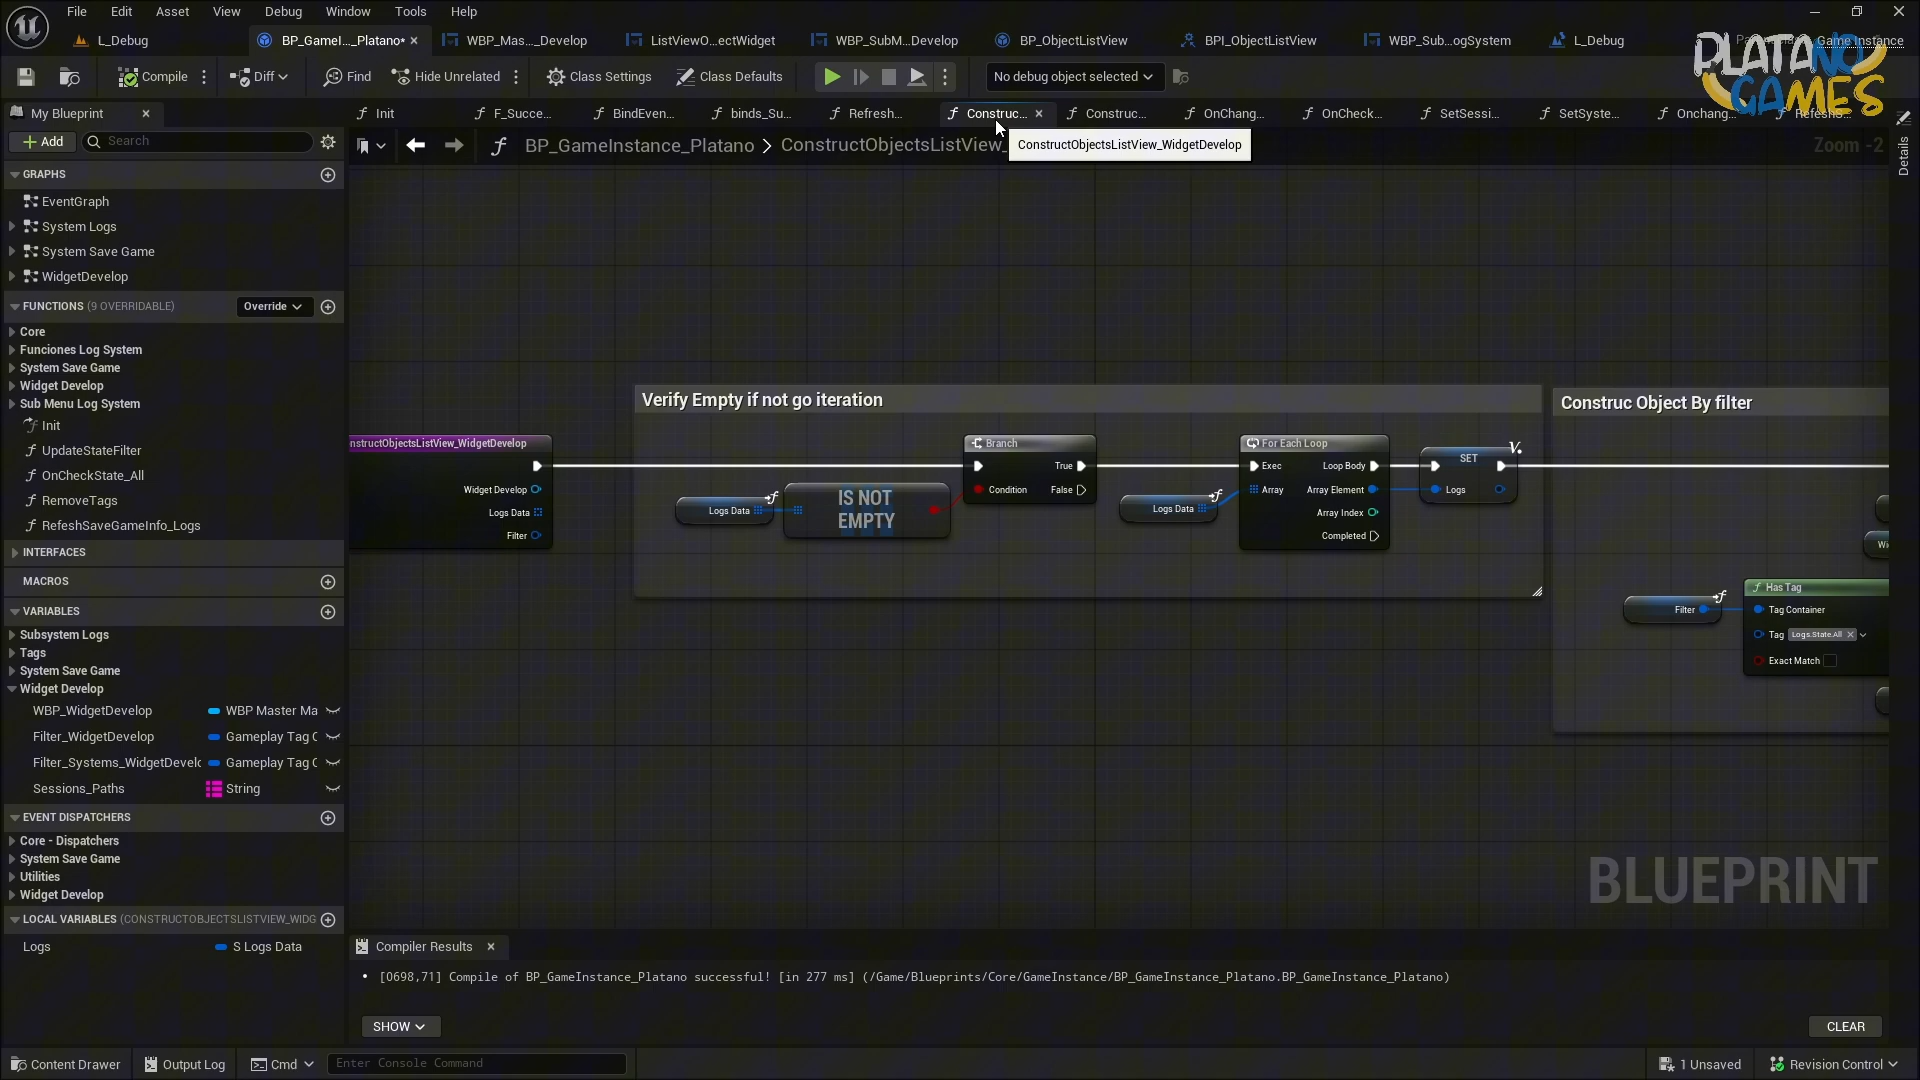 File Edit Asset View Debug Window Tools Help
L_Debug BP_GameI..._Platano* WBP_Mas..._Develop ListViewO...ectWidget WBP_SubM...Develop BP_ObjectListView BPI_ObjectListView WBP_Sub...ogSystem L_Debug Game Instance
PLATANO
GAMES
Compile Diff Find Hide Unrelated Class Settings Class Defaults No debug object selected
My Blueprint Init F_Succe... BindEven... binds_Su... Refresh... Construc... Construc... OnChang... OnCheck... SetSessi... SetSyste... Onchang...
Add Search BP_GameInstance_Platano > ConstructObjectsListView_ Zoom -2
ConstructObjectsListView_WidgetDevelop
Details
GRAPHS
EventGraph
System Logs
System Save Game
WidgetDevelop
FUNCTIONS (9 OVERRIDABLE) Override
Core
Funciones Log System
System Save Game
Widget Develop
Sub Menu Log System
Init
UpdateStateFilter
OnCheckState_All
RemoveTags
RefeshSaveGameInfo_Logs
INTERFACES
MACROS
VARIABLES
Subsystem Logs
Tags
System Save Game
Widget Develop
WBP_WidgetDevelop WBP Master Ma
Filter_WidgetDevelop Gameplay Tag C
Filter_Systems_WidgetDevelo Gameplay Tag C
Sessions_Paths String
EVENT DISPATCHERS
Core - Dispatchers
System Save Game
Utilities
Widget Develop
LOCAL VARIABLES (CONSTRUCTOBJECTSLISTVIEW_WIDG
Logs S Logs Data
Verify Empty if not go iteration
nstructObjectsListView_WidgetDevelop
Widget Develop
Logs Data
Filter
Logs Data
IS NOT
EMPTY
Branch
True
Condition False
Logs Data
For Each Loop
Exec Loop Body
Array Array Element
Array Index
Completed
SET
Logs
Construc Object By filter
Wi
Filter
Has Tag
Tag Container
Tag Logs.State.All
Exact Match
BLUEPRINT
Compiler Results
[0698,71] Compile of BP_GameInstance_Platano successful! [in 277 ms] (/Game/Blueprints/Core/GameInstance/BP_GameInstance_Platano.BP_GameInstance_Platano)
SHOW CLEAR
Content Drawer Output Log Cmd Enter Console Command 1 Unsaved Revision Control